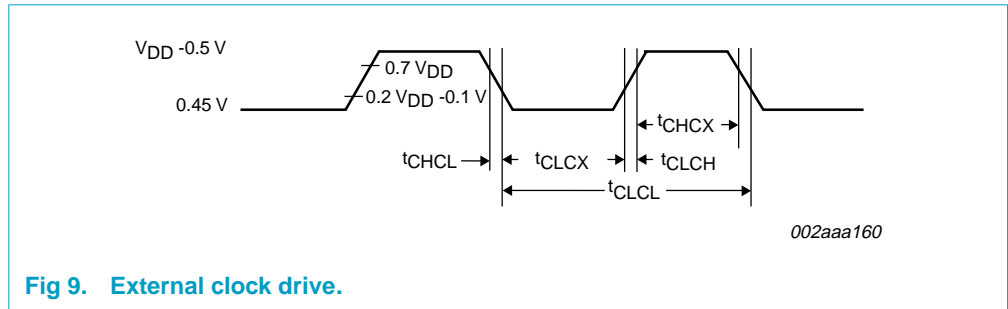 VDD -0.5 V
0.7 VDD
0.2 VDD -0.1 V
0.45 V
tCHCX
tCHCL
tCLCX
tCLCH
tCLCL
002aaa160
Fig 9. External clock drive.